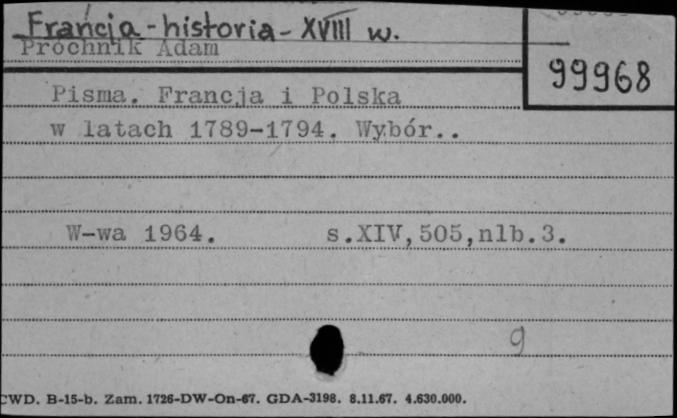 Francja - historia - XVIII w.
Próchnik Adam
99968
Pisma. Francja i Polska
w latach 1789-1794. Wybór..
W-wa 1964. s.XIV,505,nlb.3.
9
CWD. B-15-b. Zam. 1726-DW-On-67. GDA-3198. 8.11.67. 4.630.000.